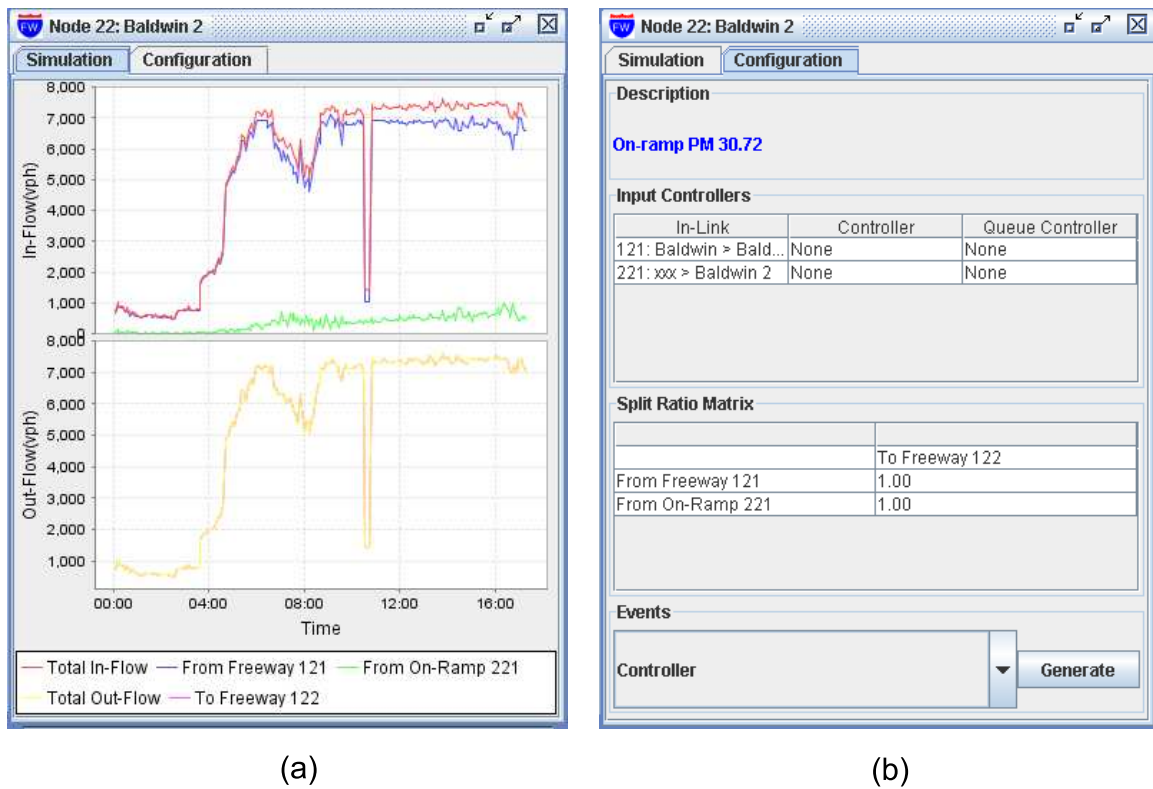 FW Node 22: Baldwin 2
Simulation Configuration
8,000
7,000
6,000
5,000
4,000
3,000
2,000
1,000
0
In-Flow(vph)
8,000
7,000
6,000
5,000
4,000
3,000
2,000
1,000
Out-Flow(vph)
00:00 04:00 08:00 12:00 16:00
Time
Total In-Flow From Freeway 121 From On-Ramp 221
Total Out-Flow To Freeway 122
(a)
FW Node 22: Baldwin 2
Simulation Configuration
Description
On-ramp PM 30.72
Input Controllers
In-Link Controller Queue Controller
121: Baldwin > Bald... None None
221: xxx > Baldwin 2 None None
Split Ratio Matrix
To Freeway 122
From Freeway 121 1.00
From On-Ramp 221 1.00
Events
Controller Generate
(b)